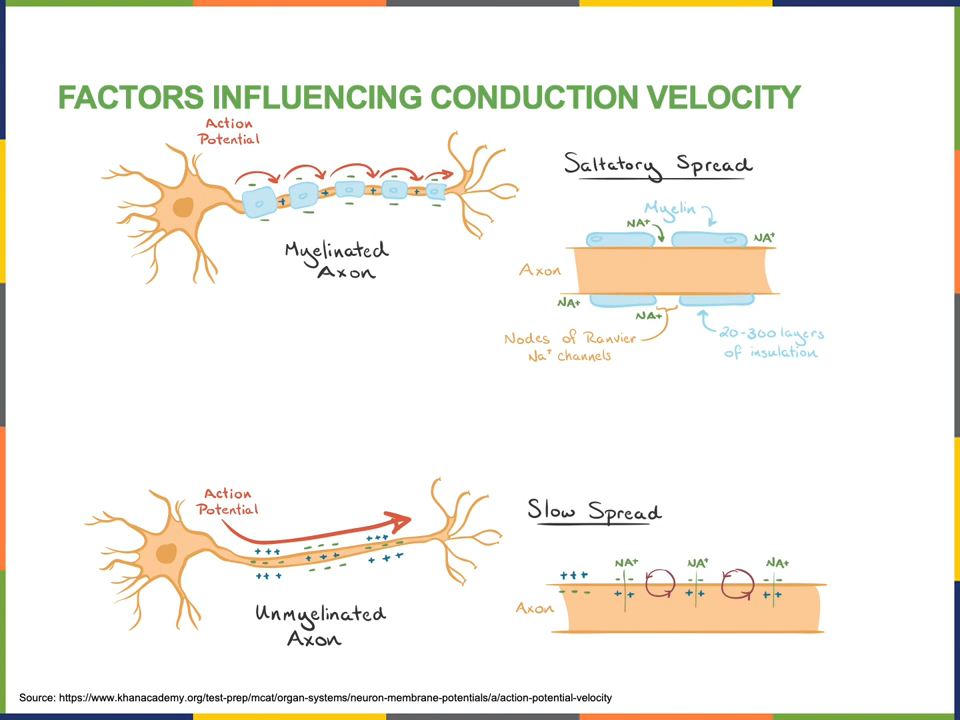 FACTORS INFLUENCING CONDUCTION VELOCITY
Action
Potential
Myelinated
Axon
Saltatory Spread
Myelin
NA+
NA+
Axon
NA+
NA+
Nodes of Ranvier
Na+ channels
20-300 layers
of insulation
Action
Potential
Unmyelinated
Axon
Slow Spread
NA+ NA+ NA+
Axon
Source: https://www.khanacademy.org/test-prep/mcat/organ-systems/neuron-membrane-potentials/a/action-potential-velocity